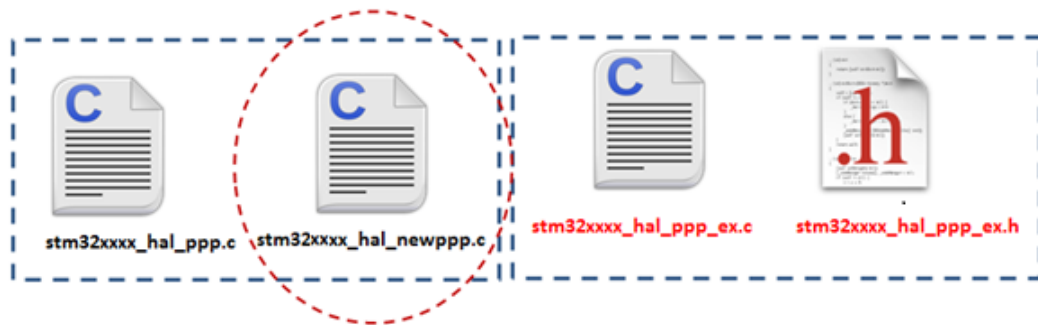 C
C
C
.h
stm32xxxx_hal_ppp.c
stm32xxxx_hal_newppp.c
stm32xxxx_hal_ppp_ex.c
stm32xxxx_hal_ppp_ex.h